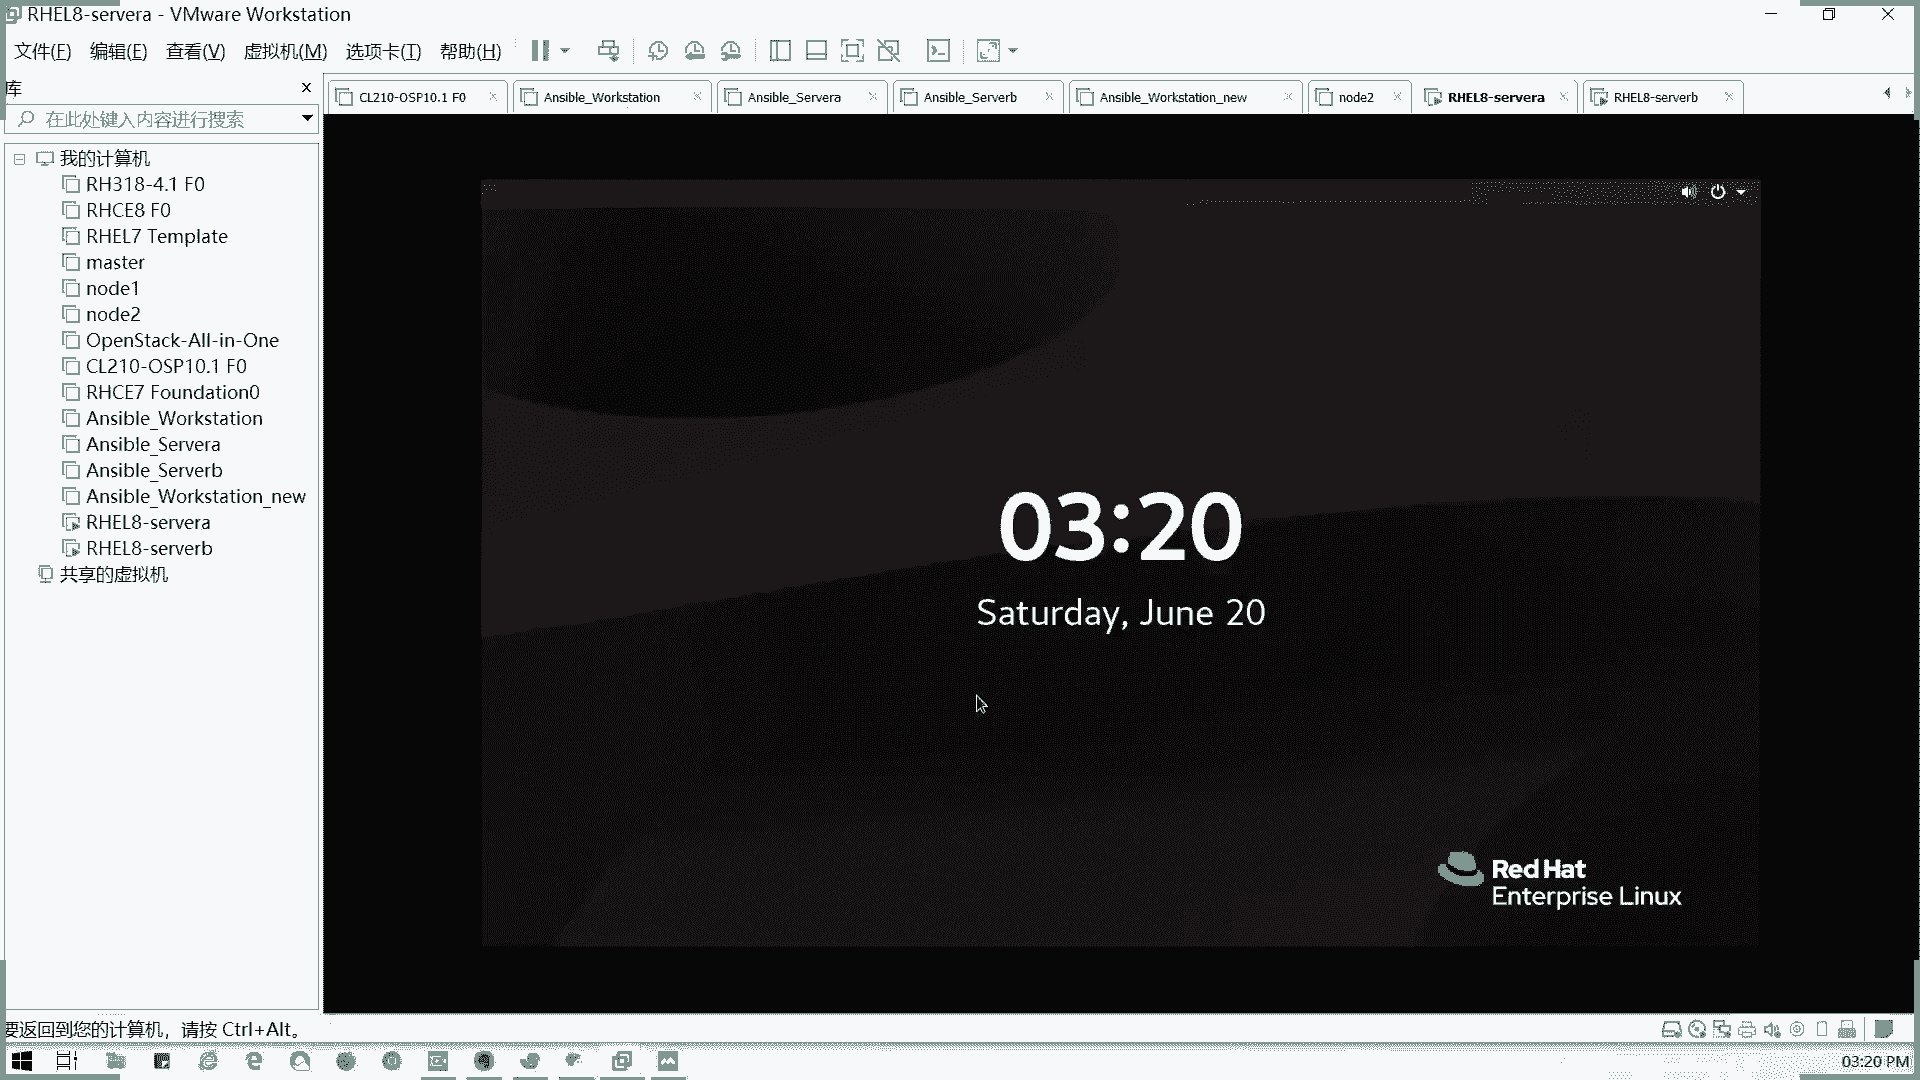 RHEL8-servera - VMware Workstation
文件(F) 编辑(E) 查看(V) 虚拟机(M) 选项卡(T) 帮助(H)
库
在此处键入内容进行搜索
我的计算机
RH318-4.1 F0
RHCE8 F0
RHEL7 Template
master
node1
node2
OpenStack-All-in-One
CL210-OSP10.1 F0
RHCE7 Foundation0
Ansible_Workstation
Ansible_Servera
Ansible_Serverb
Ansible_Workstation_new
RHEL8-servera
RHEL8-serverb
共享的虚拟机
CL210-OSP10.1 F0 Ansible_Workstation Ansible_Servera Ansible_Serverb Ansible_Workstation_new node2 RHEL8-servera RHEL8-serverb
03:20
Saturday, June 20
Red Hat
Enterprise Linux
要返回到您的计算机，请按 Ctrl+Alt。
03:20 PM